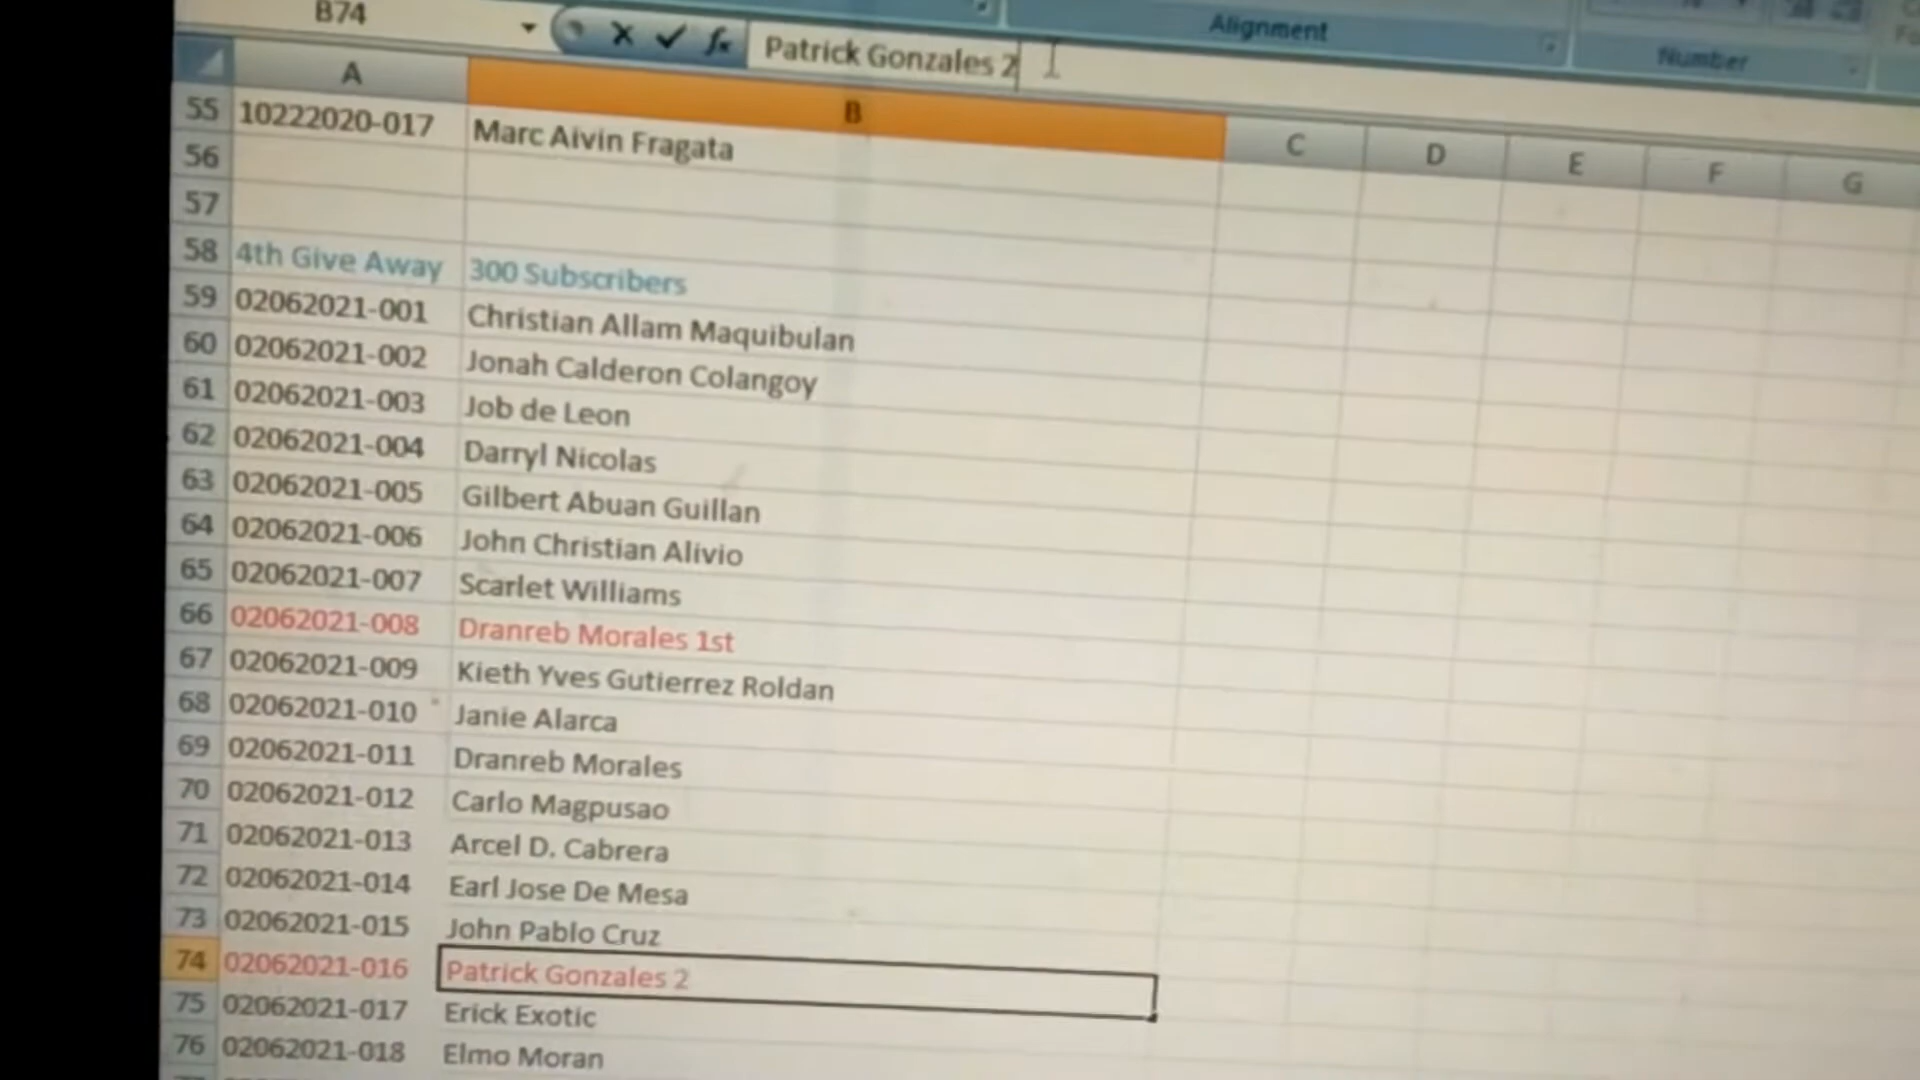 B74
Patrick Gonzales 2
Alignment
Number
A B C D E F G
55 10222020-017 Marc Aivin Fragata
56
57
58 4th Give Away 300 Subscribers
59 02062021-001 Christian Allam Maquibulan
60 02062021-002 Jonah Calderon Colangoy
61 02062021-003 Job de Leon
62 02062021-004 Darryl Nicolas
63 02062021-005 Gilbert Abuan Guillan
64 02062021-006 John Christian Alivio
65 02062021-007 Scarlet Williams
66 02062021-008 Dranreb Morales 1st
67 02062021-009 Kieth Yves Gutierrez Roldan
68 02062021-010 Janie Alarca
69 02062021-011 Dranreb Morales
70 02062021-012 Carlo Magpusao
71 02062021-013 Arcel D. Cabrera
72 02062021-014 Earl Jose De Mesa
73 02062021-015 John Pablo Cruz
74 02062021-016 Patrick Gonzales 2
75 02062021-017 Erick Exotic
76 02062021-018 Elmo Moran